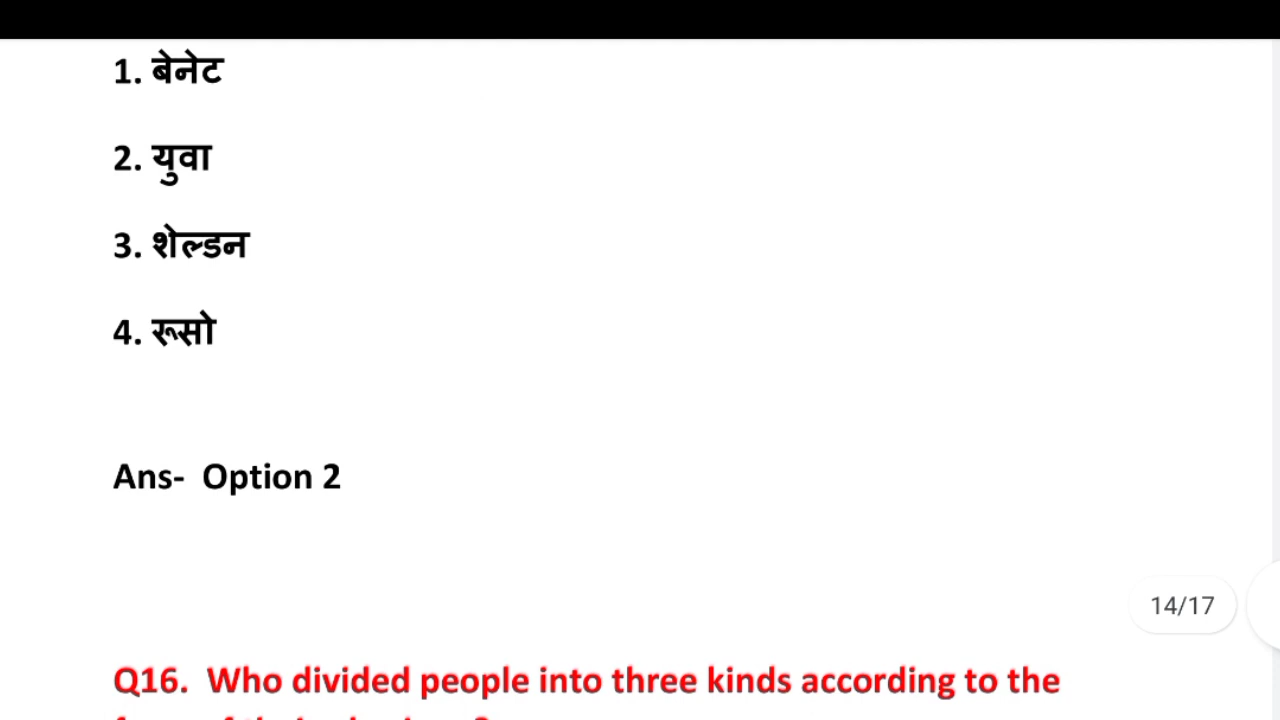 1. बेनेट
2. युवा
3. शेल्डन
4. रूसो
Ans- Option 2
14/17
Q16. Who divided people into three kinds according to the